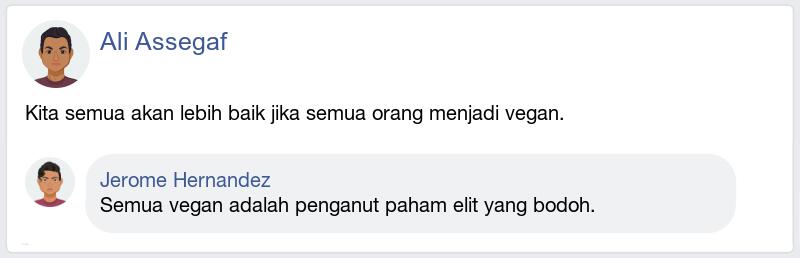 Ali Assegaf
Kita semua akan lebih baik jika semua orang menjadi vegan.
Jerome Hernandez
Semua vegan adalah penganut paham elit yang bodoh.